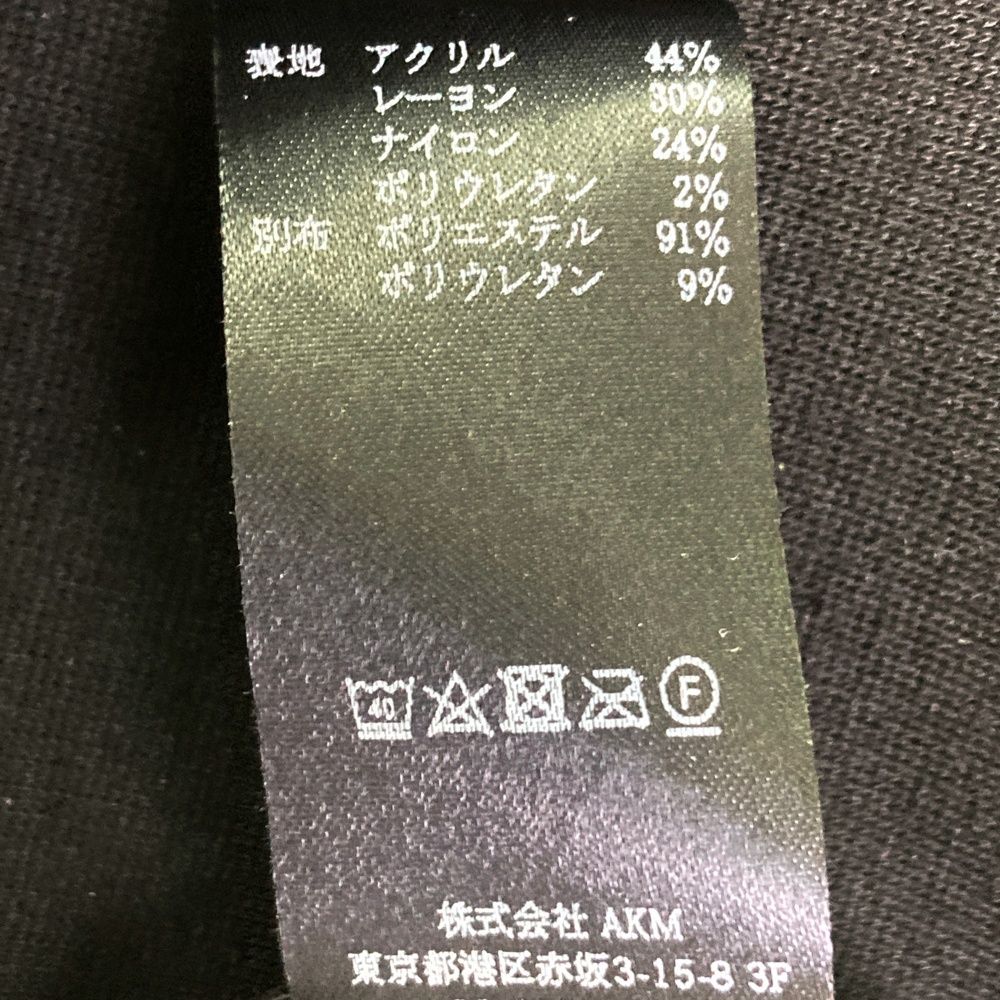 表地 アクリル 44%
レーヨン 30%
ナイロン 24%
ポリウレタン 2%
別布 ポリエステル 91%
ポリウレタン 9%
40
F
株式会社 AKM
東京都港区赤坂3-15-8 3F